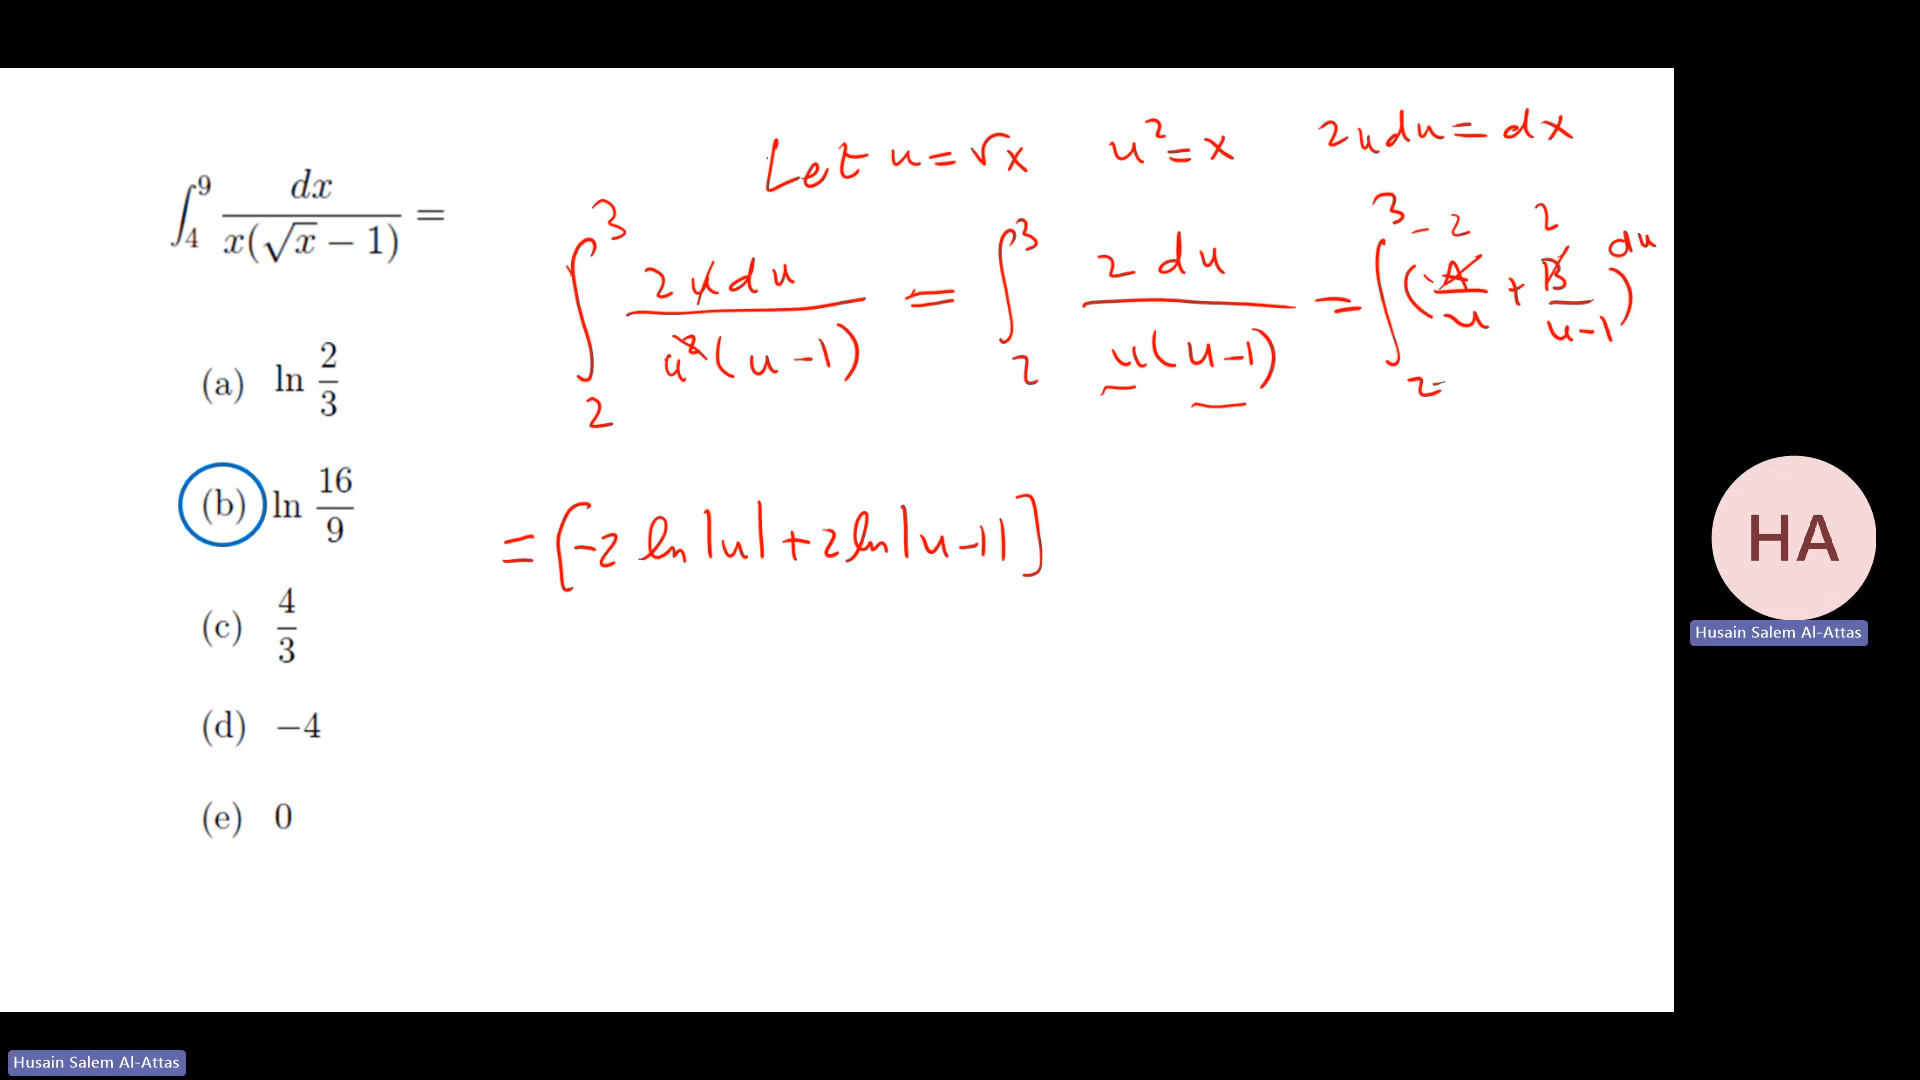 Let u = √x   u² = x   2u du = dx
∫₄⁹ dx / (x(√x − 1)) =
∫₂³ 2u du / (u²(u−1)) = ∫₂³ 2 du / (u(u−1)) = ∫₂³ (-2 A/u + 2 B/(u−1)) du
(a) ln 2/3
(b) ln 16/9
= [-2 ln|u| + 2 ln|u−1|]
(c) 4/3
(d) −4
(e) 0
HA
Husain Salem Al-Attas
Husain Salem Al-Attas